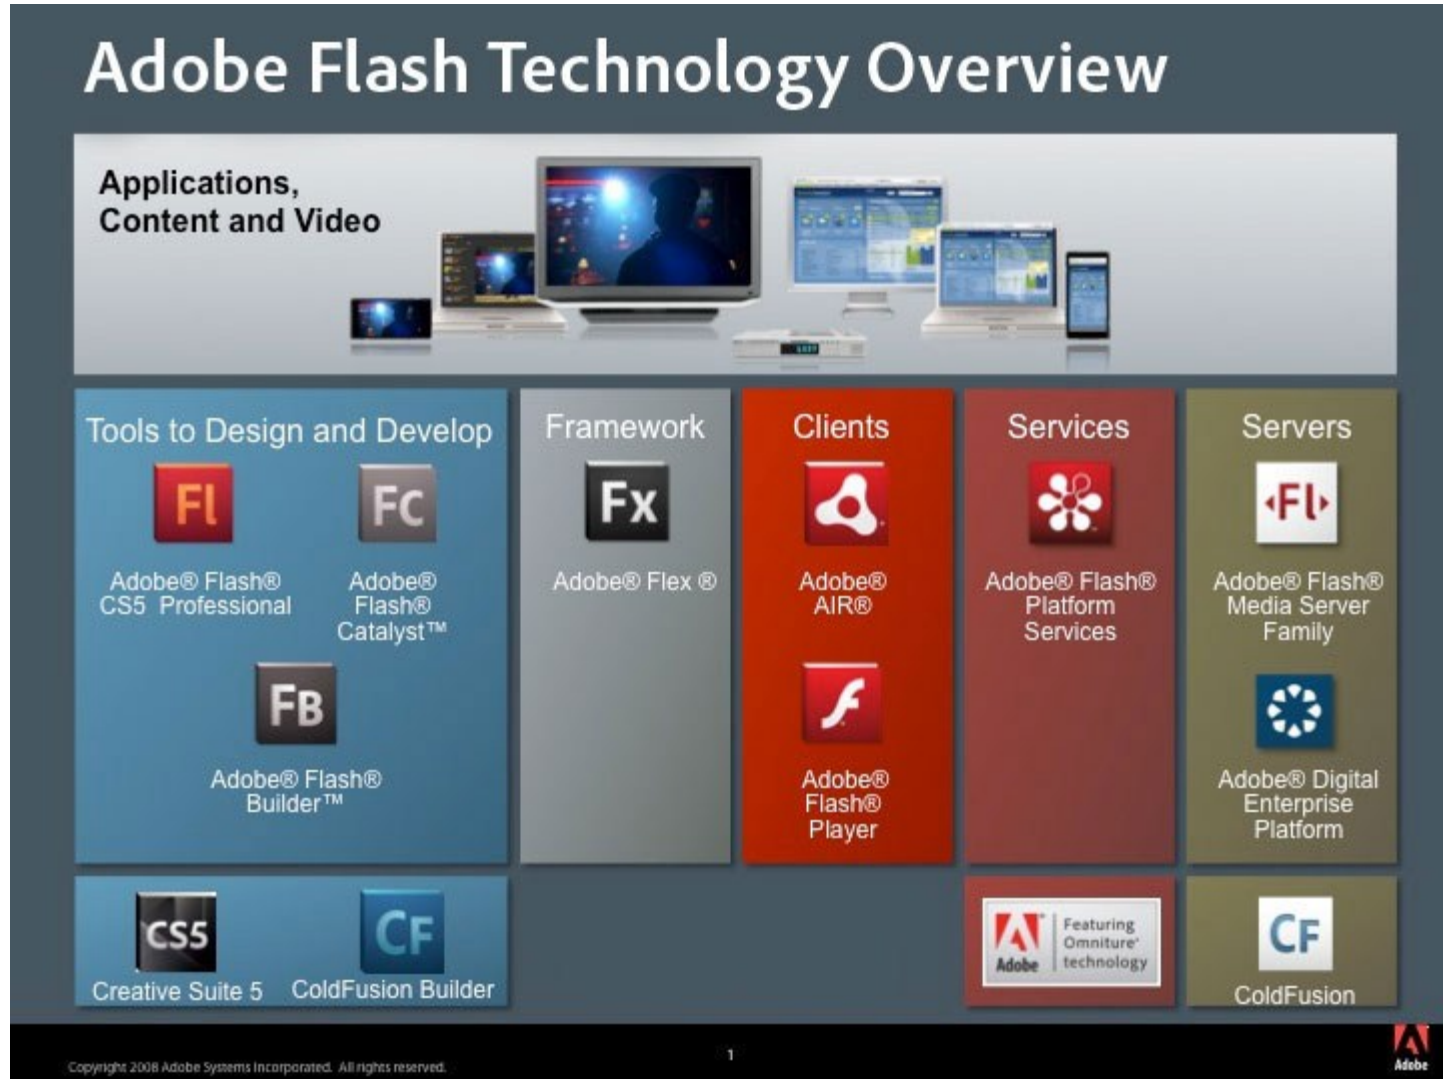 Adobe Flash Technology Overview
Applications,
Content and Video
Tools to Design and Develop
Fl
Fc
Adobe® Flash®
CS5 Professional
Adobe®
Flash®
Catalyst™
FB
Adobe® Flash®
Builder™
Framework
Fx
Adobe® Flex ®
Clients
Adobe®
AIR®
Adobe®
Flash®
Player
Services
Adobe® Flash®
Platform
Services
Servers
Fl
Adobe® Flash®
Media Server
Family
Adobe® Digital
Enterprise
Platform
CS5
Creative Suite 5
CF
ColdFusion Builder
Adobe
Featuring
Omniture®
technology
CF
ColdFusion
Copyright 2008 Adobe Systems Incorporated. All rights reserved.
1
Adobe